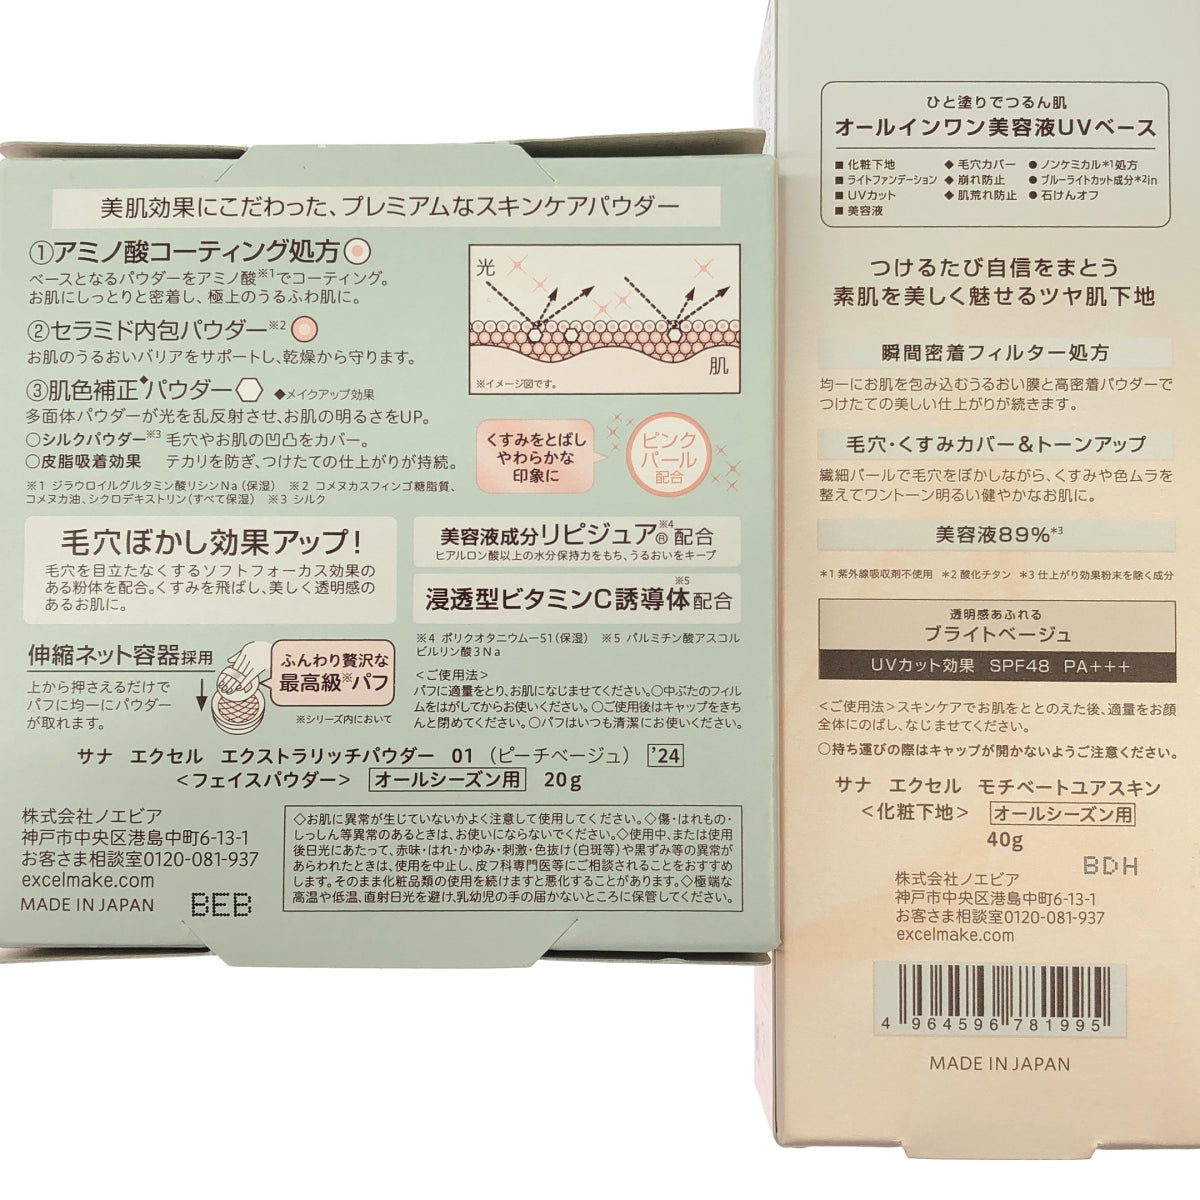 美肌効果にこだわった、プレミアムなスキンケアパウダー
①アミノ酸コーティング処方
ベースとなるパウダーをアミノ酸※1でコーティング。
お肌にしっとりと密着し、極上のうるふわ肌に。
②セラミド内包パウダー※2
お肌のうるおいバリアをサポートし、乾燥から守ります。
③肌色補正◆パウダー ◆メイクアップ効果
多面体パウダーが光を乱反射させ、お肌の明るさをUP。
○シルクパウダー※3 毛穴やお肌の凹凸をカバー。
○皮脂吸着効果 テカリを防ぎ、つけたての仕上がりが持続。
※1 ジラウロイルグルタミン酸リシンNa（保湿） ※2 コメヌカスフィンゴ糖脂質、
コメヌカ油、シクロデキストリン（すべて保湿） ※3 シルク
光
肌
※イメージ図です。
くすみをとばし
やわらかな
印象に
ピンク
パール
配合
毛穴ぼかし効果アップ！
毛穴を目立たなくするソフトフォーカス効果の
ある粉体を配合。くすみを飛ばし、美しく透明感の
あるお肌に。
美容液成分リピジュア®※4配合
ヒアルロン酸以上の水分保持力をもち、うるおいをキープ
浸透型ビタミンC誘導体※5配合
※4 ポリクオタニウム－51（保湿） ※5 パルミチン酸アスコル
ビルリン酸3Na
伸縮ネット容器採用
上から押さえるだけで
パフに均一にパウダー
が取れます。
ふんわり贅沢な
最高級※パフ
※シリーズ内において
＜ご使用法＞
パフに適量をとり、お肌になじませてください。○中ぶたのフィル
ムをはがしてからお使いください。○ご使用後はキャップをきち
んと閉めてください。○パフはいつも清潔にお使いください。
サナ エクセル エクストラリッチパウダー 01 （ピーチベージュ） '24
＜フェイスパウダー＞ オールシーズン用 20g
株式会社ノエビア
神戸市中央区港島中町6-13-1
お客さま相談室0120-081-937
excelmake.com
MADE IN JAPAN BEB
◇お肌に異常が生じていないかよく注意して使用してください。◇傷・はれもの・
しっしん等異常のあるときは、お使いにならないでください。◇使用中、または使用
後日光にあたって、赤味・はれ・かゆみ・刺激・色抜け（白斑等）や黒ずみ等の異常が
あらわれたときは、使用を中止し、皮フ科専門医等にご相談されることをおすすめ
します。そのまま化粧品類の使用を続けますと悪化することがあります。◇極端な
高温や低温、直射日光を避け、乳幼児の手の届かないところに保管してください。
ひと塗りでつるん肌
オールインワン美容液UVベース
■ 化粧下地 ◆ 毛穴カバー ● ノンケミカル*1処方
■ ライトファンデーション ◆ 崩れ防止 ● ブルーライトカット成分*2in
■ UVカット ◆ 肌荒れ防止 ● 石けんオフ
■ 美容液
つけるたび自信をまとう
素肌を美しく魅せるツヤ肌下地
瞬間密着フィルター処方
均一にお肌を包み込むうるおい膜と高密着パウダーで
つけたての美しい仕上がりが続きます。
毛穴・くすみカバー＆トーンアップ
繊細パールで毛穴をぼかしながら、くすみや色ムラを
整えてワントーン明るい健やかなお肌に。
美容液89%*3
*1 紫外線吸収剤不使用 *2 酸化チタン *3 仕上がり効果粉末を除く成分
透明感あふれる
ブライトベージュ
UVカット効果 SPF48 PA+++
＜ご使用法＞スキンケアでお肌をととのえた後、適量をお顔
全体にのばし、なじませてください。
○持ち運びの際はキャップが開かないようご注意ください。
サナ エクセル モチベートユアスキン
＜化粧下地＞ オールシーズン用
40g
BDH
株式会社ノエビア
神戸市中央区港島中町6-13-1
お客さま相談室0120-081-937
excelmake.com
4 964596 781995
MADE IN JAPAN